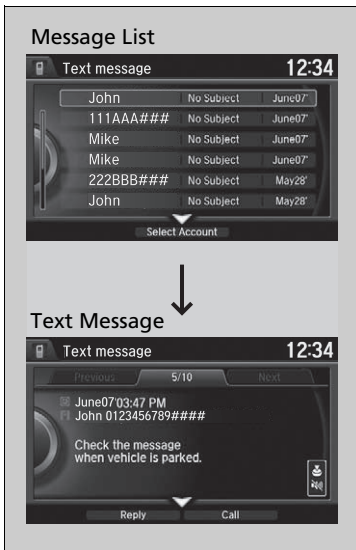 Message List
Text message 12:34
John No Subject June07'
111AAA### No Subject June07'
Mike No Subject June07'
Mike No Subject June07'
222BBB### No Subject May28'
John No Subject May28'
Select Account
Text Message
Text message 12:34
Previous 5/10 Next
June07'03:47 PM
John 0123456789####
Check the message
when vehicle is parked.
Reply Call